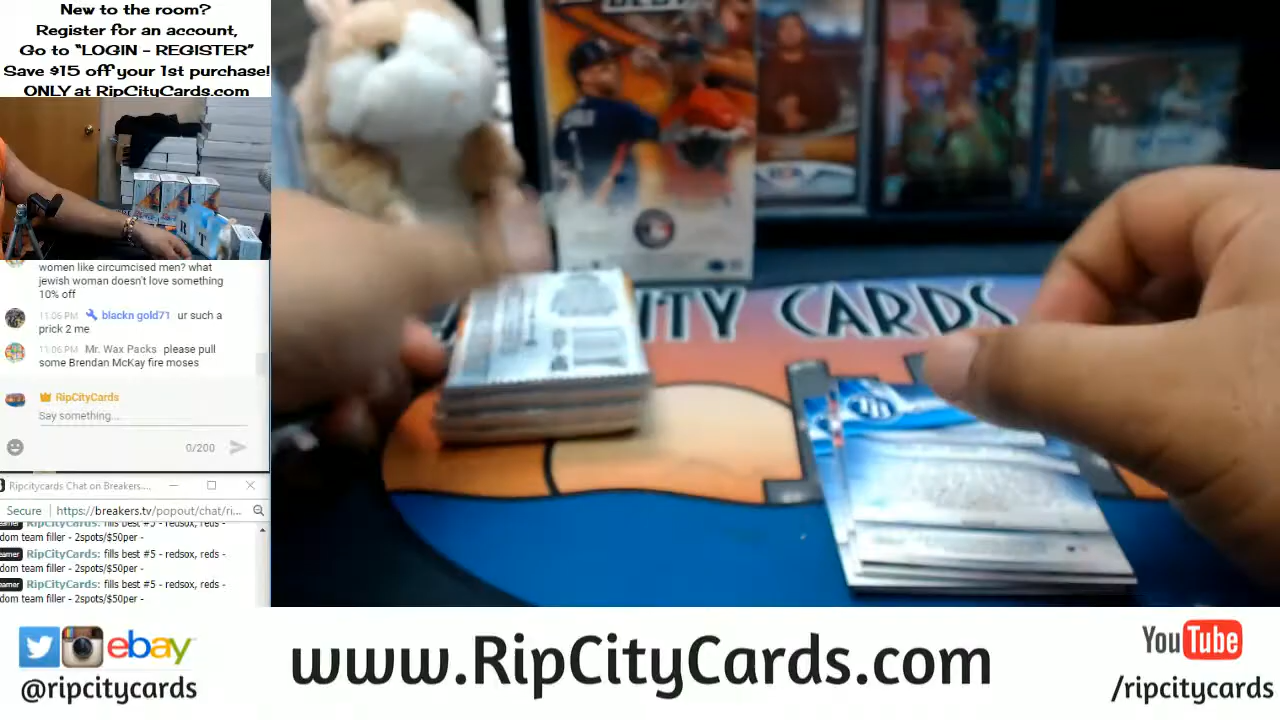 New to the room?
Register for an account,
Go to “LOGIN - REGISTER”
Save $15 off your 1st purchase!
ONLY at RipCityCards.com
women like circumcised men? what
jewish woman doesn't love something
10% off
11:06 PM blackn gold71 ur such a
prick 2 me
11:06 PM Mr. Wax Packs please pull
some Brendan McKay fire moses
RipCityCards
Say something...
0/200
Ripcitycards Chat on Breakers....
Secure https://breakers.tv/popout/chat/ri...
RipCityCards: fills best #5 - redsox, reds -
dom team filler - 2spots/$50per -
eamer RipCityCards: fills best #5 - redsox, reds -
dom team filler - 2spots/$50per -
eamer RipCityCards: fills best #5 - redsox, reds -
dom team filler - 2spots/$50per -
BEST
CITY CARDS
R T
ebay
@ripcitycards
www.RipCityCards.com
YouTube
/ripcitycards